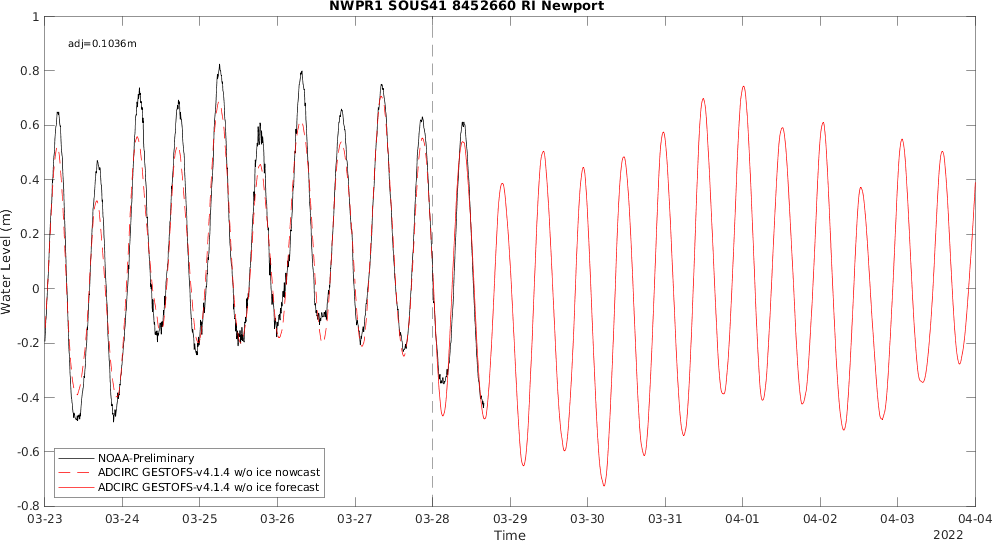 NWPR1 SOUS41 8452660 RI Newport
adj=0.1036m
Water Level (m)
1
0.8
0.6
0.4
0.2
0
-0.2
-0.4
-0.6
-0.8
NOAA-Preliminary
ADCIRC GESTOFS-v4.1.4 w/o ice nowcast
ADCIRC GESTOFS-v4.1.4 w/o ice forecast
03-23 03-24 03-25 03-26 03-27 03-28 03-29 03-30 03-31 04-01 04-02 04-03 04-04
Time
2022